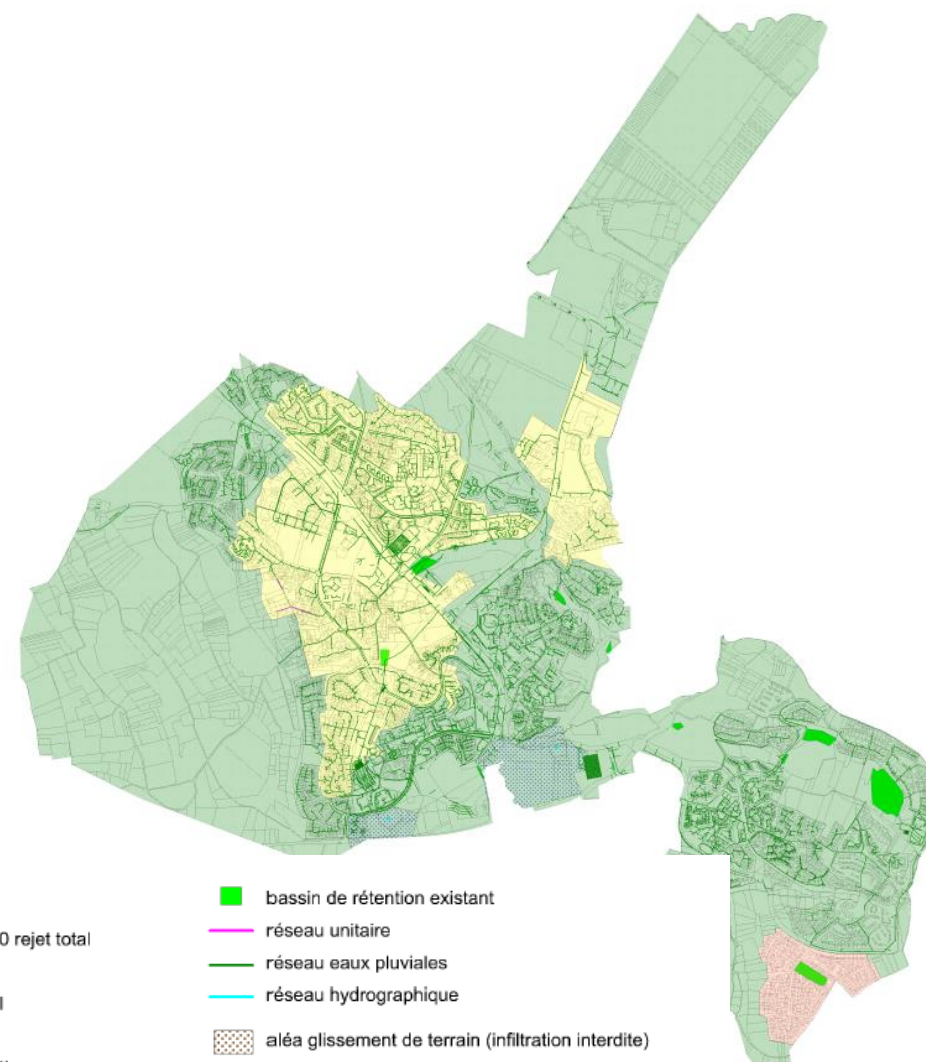 bassin de rétention existant
0 rejet total
réseau unitaire
réseau eaux pluviales
l
réseau hydrographique
aléa glissement de terrain (infiltration interdite)